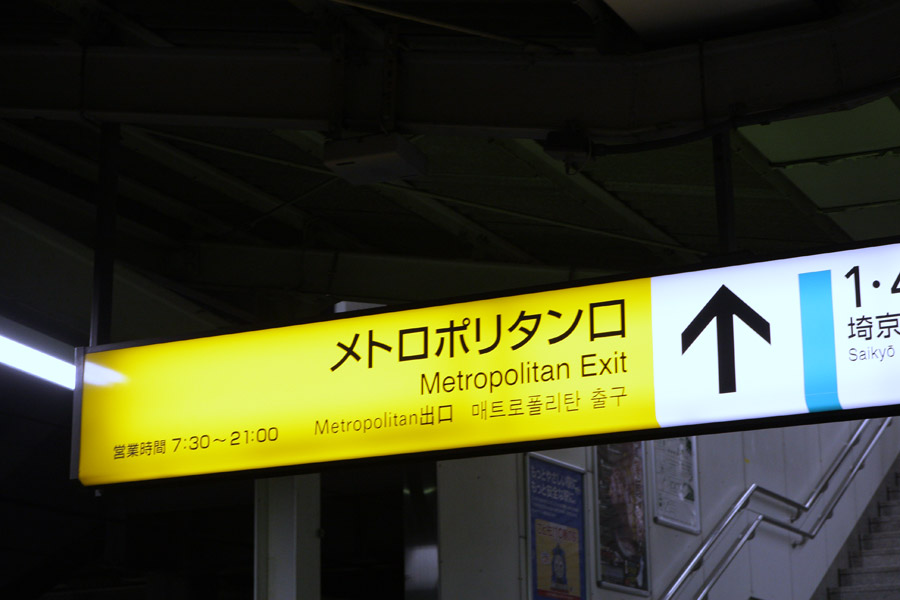 メトロポリタン口
Metropolitan Exit
Metropolitan出口 매트로폴리탄 출구
営業時間 7:30～21:00
1・4
埼京
Saikyō